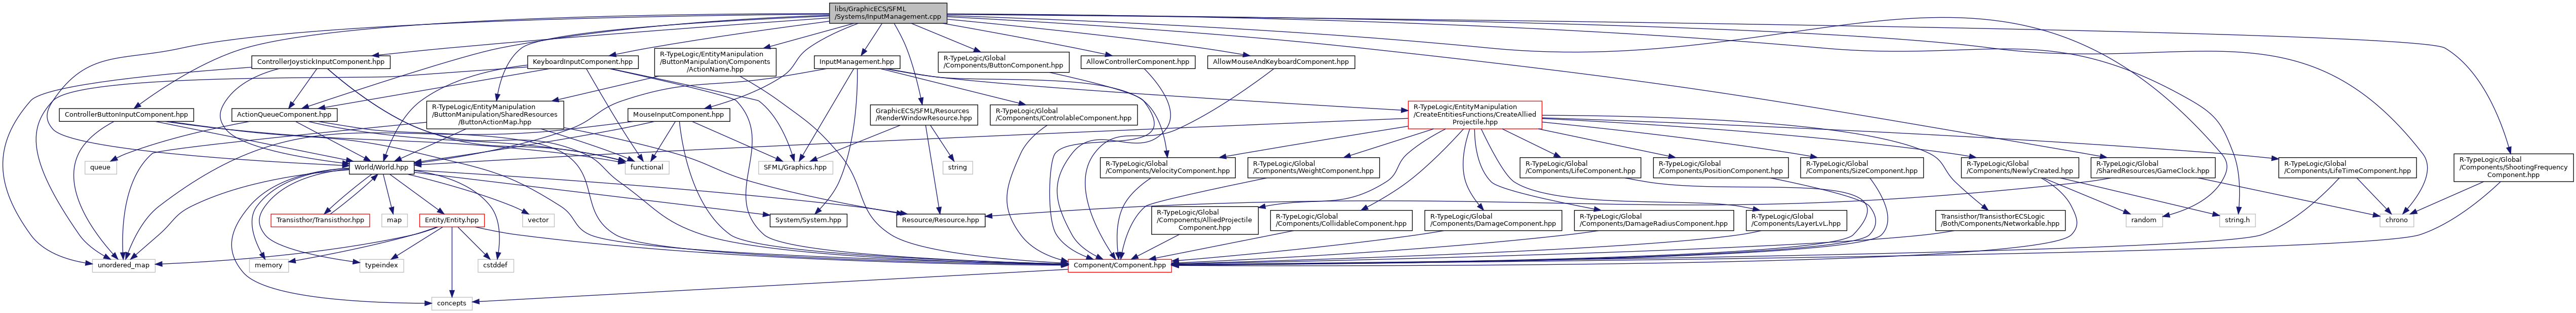 libs/GraphicECS/SFML
/Systems/InputManagement.cpp
ControllerJoystickInputComponent.hpp
KeyboardInputComponent.hpp
R-TypeLogic/EntityManipulation
/ButtonManipulation/Components
/ActionName.hpp
InputManagement.hpp
R-TypeLogic/Global
/Components/ButtonComponent.hpp
AllowControllerComponent.hpp
AllowMouseAndKeyboardComponent.hpp
ControllerButtonInputComponent.hpp
ActionQueueComponent.hpp
R-TypeLogic/EntityManipulation
/ButtonManipulation/SharedResources
/ButtonActionMap.hpp
MouseInputComponent.hpp
GraphicECS/SFML/Resources
/RenderWindowResource.hpp
R-TypeLogic/Global
/Components/ControlableComponent.hpp
R-TypeLogic/EntityManipulation
/CreateEntitiesFunctions/CreateAllied
Projectile.hpp
queue
World/World.hpp
functional
SFML/Graphics.hpp
string
R-TypeLogic/Global
/Components/VelocityComponent.hpp
R-TypeLogic/Global
/Components/WeightComponent.hpp
R-TypeLogic/Global
/Components/LifeComponent.hpp
R-TypeLogic/Global
/Components/PositionComponent.hpp
R-TypeLogic/Global
/Components/SizeComponent.hpp
R-TypeLogic/Global
/Components/NewlyCreated.hpp
R-TypeLogic/Global
/SharedResources/GameClock.hpp
R-TypeLogic/Global
/Components/LifeTimeComponent.hpp
R-TypeLogic/Global
/Components/ShootingFrequency
Component.hpp
Transisthor/Transisthor.hpp
map
Entity/Entity.hpp
vector
System/System.hpp
Resource/Resource.hpp
R-TypeLogic/Global
/Components/AlliedProjectile
Component.hpp
R-TypeLogic/Global
/Components/CollidableComponent.hpp
R-TypeLogic/Global
/Components/DamageComponent.hpp
R-TypeLogic/Global
/Components/DamageRadiusComponent.hpp
R-TypeLogic/Global
/Components/LayerLvL.hpp
Transisthor/TransisthorECSLogic
/Both/Components/Networkable.hpp
random
string.h
chrono
unordered_map
memory
typeindex
cstddef
Component/Component.hpp
concepts